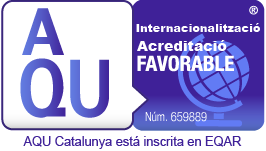 AQU
®
Internacionalització
Acreditació
FAVORABLE
Núm. 659889
AQU Catalunya está inscrita en EQAR